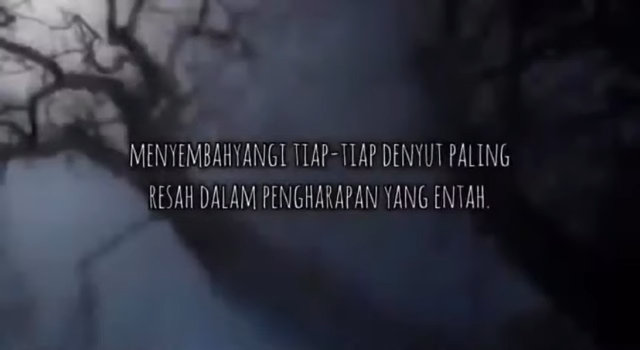 MENYEMBAHYANGI TIAP-TIAP DENYUT PALING
RESAH DALAM PENGHARAPAN YANG ENTAH.